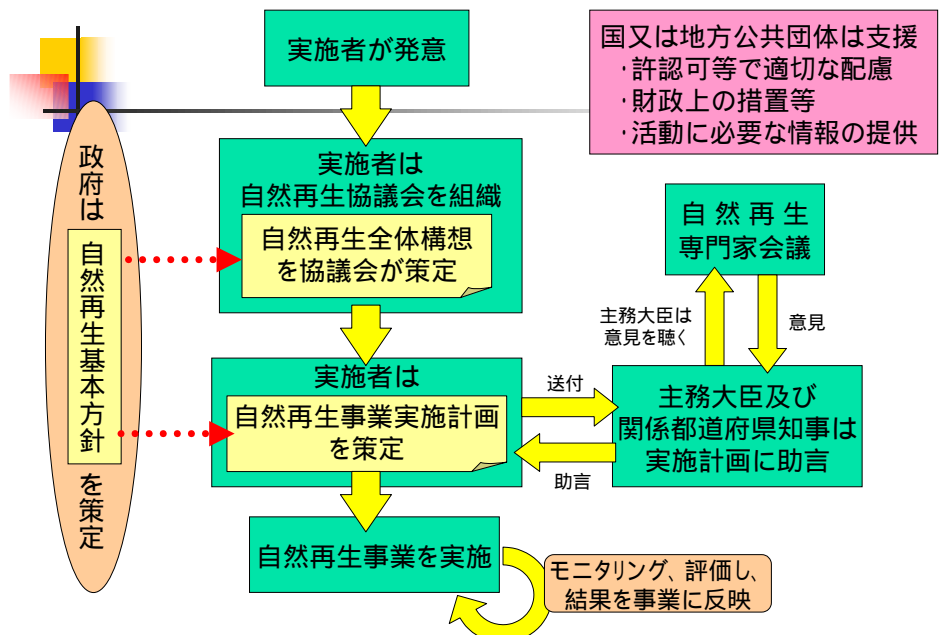 実施者が発意
国又は地方公共団体は支援
・許認可等で適切な配慮
・財政上の措置等
・活動に必要な情報の提供
政府は
自然再生基本方針
を策定
実施者は
自然再生協議会を組織
自然再生全体構想
を協議会が策定
自然再生
専門家会議
主務大臣は
意見を聴く
意見
実施者は
自然再生事業実施計画
を策定
送付
助言
主務大臣及び
関係都道府県知事は
実施計画に助言
自然再生事業を実施
モニタリング、評価し、
結果を事業に反映